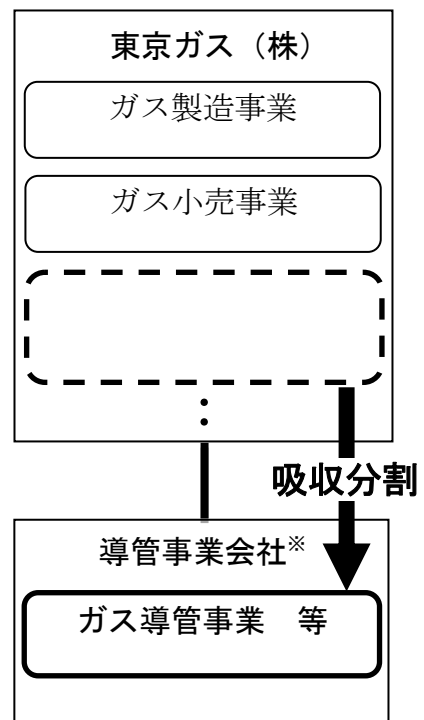 東京ガス（株）
ガス製造事業
ガス小売事業
：
吸収分割
導管事業会社※
ガス導管事業　等